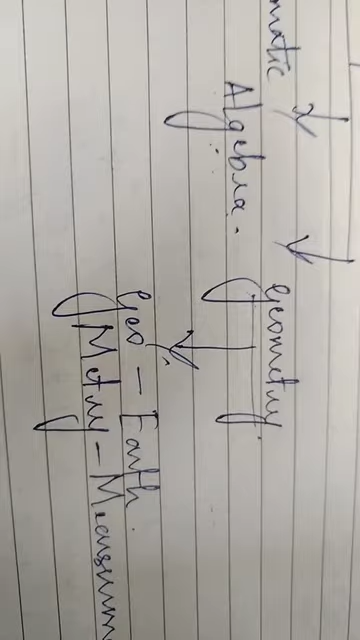 matic
Algebra.
Geometry.
Geo – Earth.
Metry – Measurem